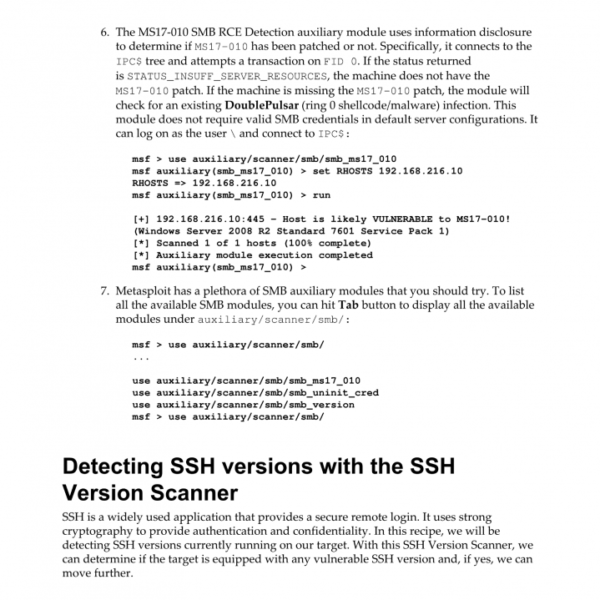 6. The MS17-010 SMB RCE Detection auxiliary module uses information disclosure
to determine if MS17-010 has been patched or not. Specifically, it connects to the
IPC$ tree and attempts a transaction on FID 0. If the status returned
is STATUS_INSUFF_SERVER_RESOURCES, the machine does not have the
MS17-010 patch. If the machine is missing the MS17-010 patch, the module will
check for an existing DoublePulsar (ring 0 shellcode/malware) infection. This
module does not require valid SMB credentials in default server configurations. It
can log on as the user \ and connect to IPC$:
msf > use auxiliary/scanner/smb/smb_ms17_010
msf auxiliary(smb_ms17_010) > set RHOSTS 192.168.216.10
RHOSTS => 192.168.216.10
msf auxiliary(smb_ms17_010) > run
[+] 192.168.216.10:445 - Host is likely VULNERABLE to MS17-010!
(Windows Server 2008 R2 Standard 7601 Service Pack 1)
[*] Scanned 1 of 1 hosts (100% complete)
[*] Auxiliary module execution completed
msf auxiliary(smb_ms17_010) >
7. Metasploit has a plethora of SMB auxiliary modules that you should try. To list
all the available SMB modules, you can hit Tab button to display all the available
modules under auxiliary/scanner/smb/:
msf > use auxiliary/scanner/smb/
...
use auxiliary/scanner/smb/smb_ms17_010
use auxiliary/scanner/smb/smb_uninit_cred
use auxiliary/scanner/smb/smb_version
msf > use auxiliary/scanner/smb/
Detecting SSH versions with the SSH
Version Scanner
SSH is a widely used application that provides a secure remote login. It uses strong
cryptography to provide authentication and confidentiality. In this recipe, we will be
detecting SSH versions currently running on our target. With this SSH Version Scanner, we
can determine if the target is equipped with any vulnerable SSH version and, if yes, we can
move further.